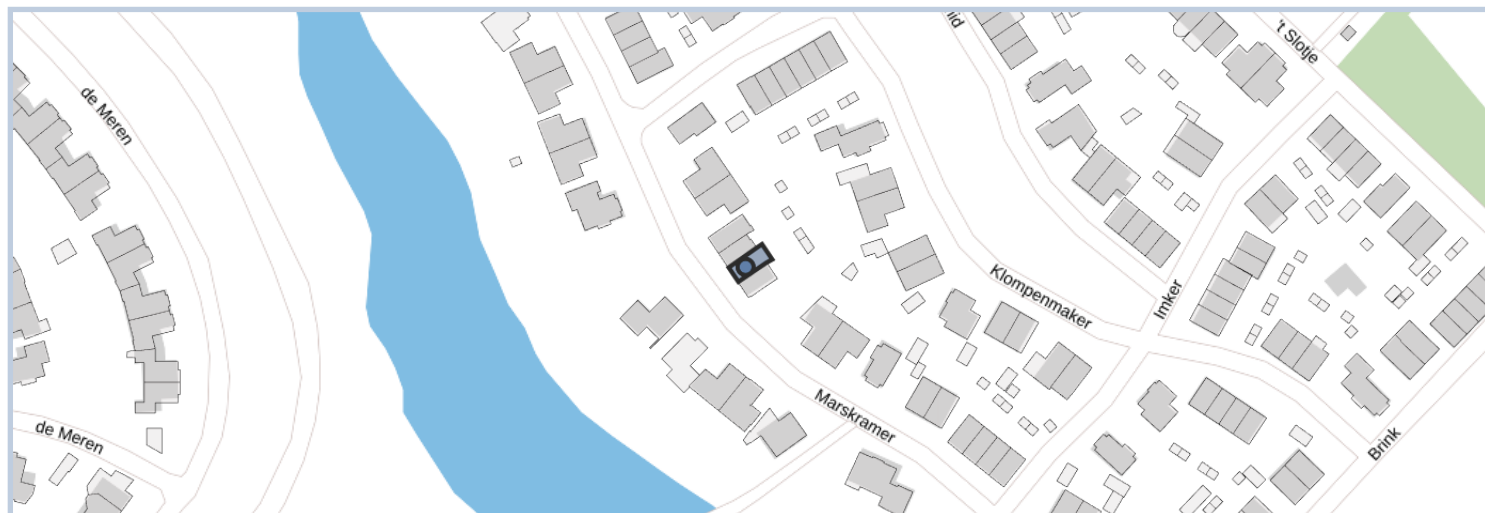 't Slotje
de Meren
Klompenmaker
Imker
Marskramer
de Meren
Brink